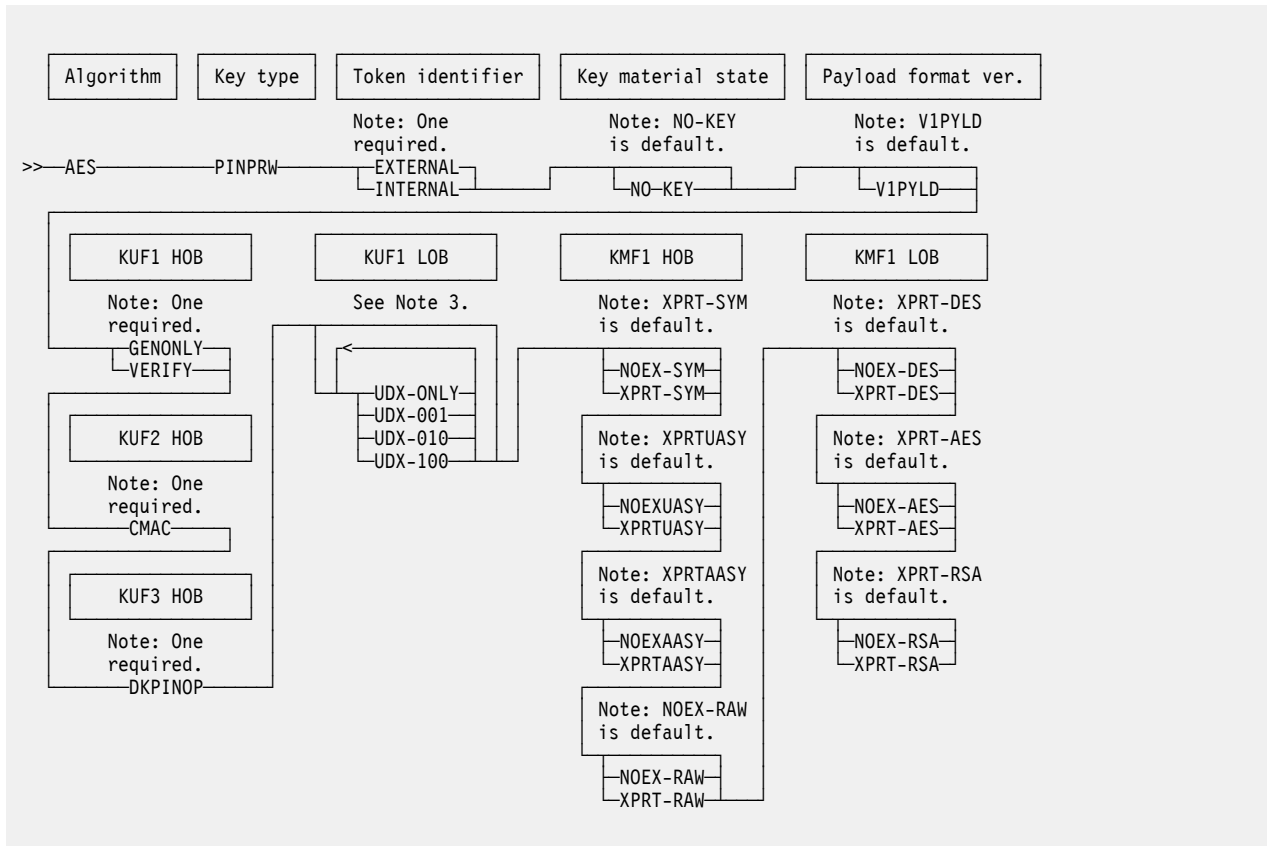 Algorithm Key type Token identifier Key material state Payload format ver.
Note: One Note: NO-KEY Note: V1PYLD
required. is default. is default.
>>—AES PINPRW EXTERNAL
INTERNAL NO-KEY V1PYLD
KUF1 HOB KUF1 LOB KMF1 HOB KMF1 LOB
Note: One See Note 3. Note: XPRT-SYM Note: XPRT-DES
required. is default. is default.
GENONLY <
VERIFY NOEX-SYM NOEX-DES
UDX-ONLY XPRT-SYM XPRT-DES
UDX-001
KUF2 HOB UDX-010 Note: XPRTUASY Note: XPRT-AES
UDX-100 is default. is default.
Note: One
required. NOEXUASY NOEX-AES
CMAC XPRTUASY XPRT-AES
Note: XPRTAASY Note: XPRT-RSA
KUF3 HOB is default. is default.
Note: One NOEXAASY NOEX-RSA
required. XPRTAASY XPRT-RSA
DKPINOP
Note: NOEX-RAW
is default.
NOEX-RAW
XPRT-RAW